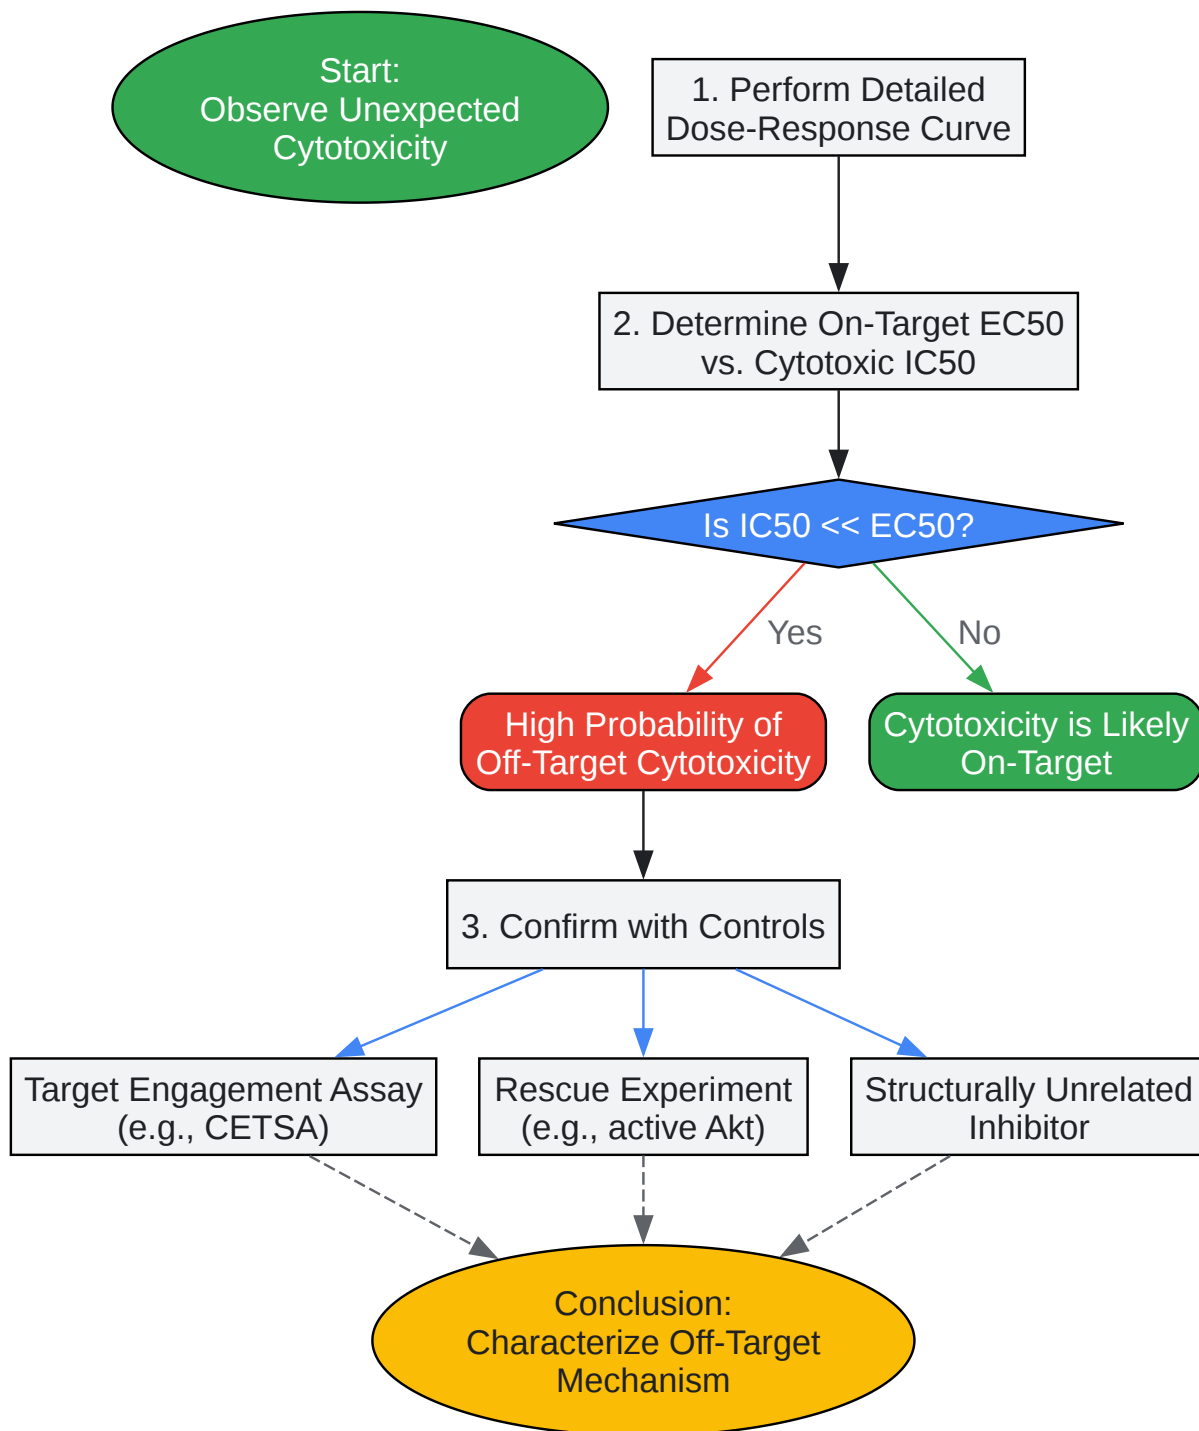 Start:
Observe Unexpected
Cytotoxicity
1. Perform Detailed
Dose-Response Curve
2. Determine On-Target EC50
vs. Cytotoxic IC50
Is IC50 << EC50?
Yes
No
High Probability of
Off-Target Cytotoxicity
Cytotoxicity is Likely
On-Target
3. Confirm with Controls
Target Engagement Assay
(e.g., CETSA)
Rescue Experiment
(e.g., active Akt)
Structurally Unrelated
Inhibitor
Conclusion:
Characterize Off-Target
Mechanism